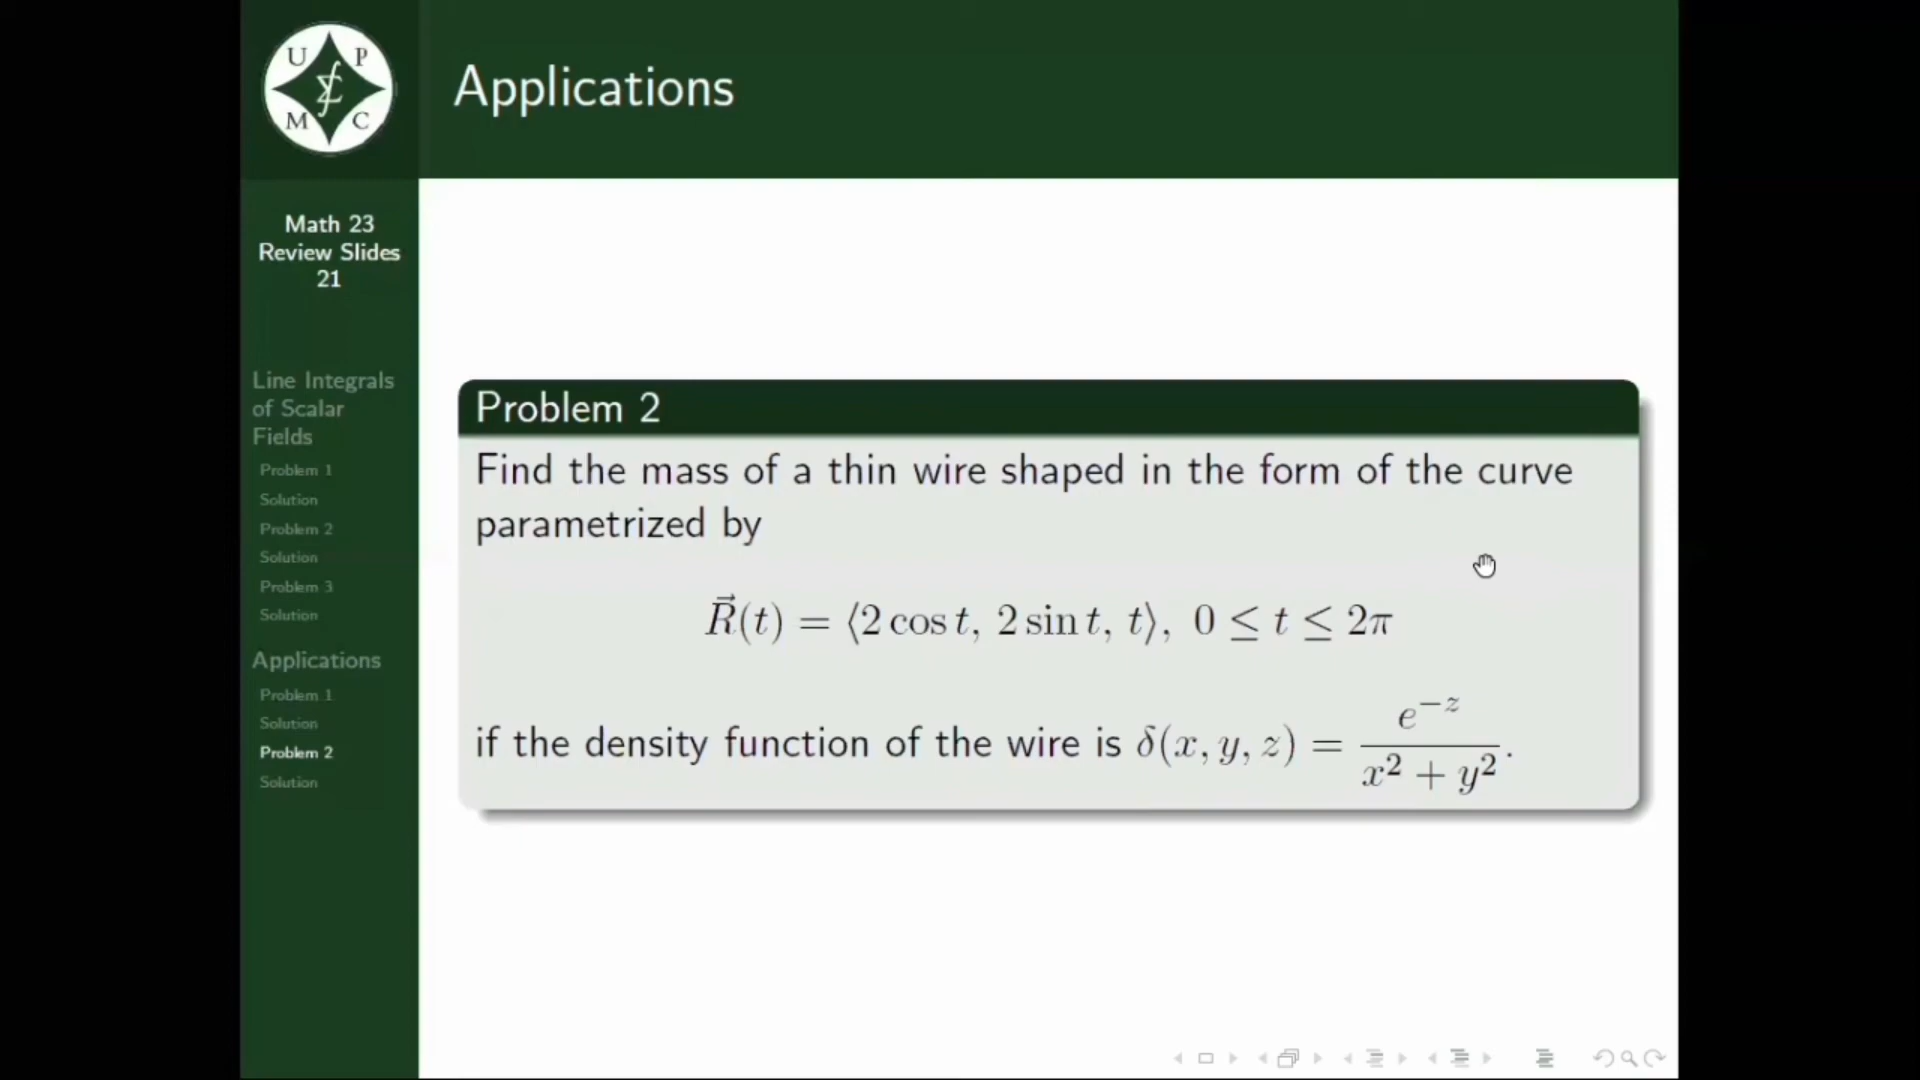 U P
M C
Applications
Math 23
Review Slides
21
Line Integrals
of Scalar
Fields
Problem 1
Solution
Problem 2
Solution
Problem 3
Solution
Applications
Problem 1
Solution
Problem 2
Solution
Problem 2
Find the mass of a thin wire shaped in the form of the curve
parametrized by
R⃗(t) = ⟨2 cos t, 2 sin t, t⟩, 0 ≤ t ≤ 2π
if the density function of the wire is δ(x, y, z) = e^{−z} / (x² + y²).